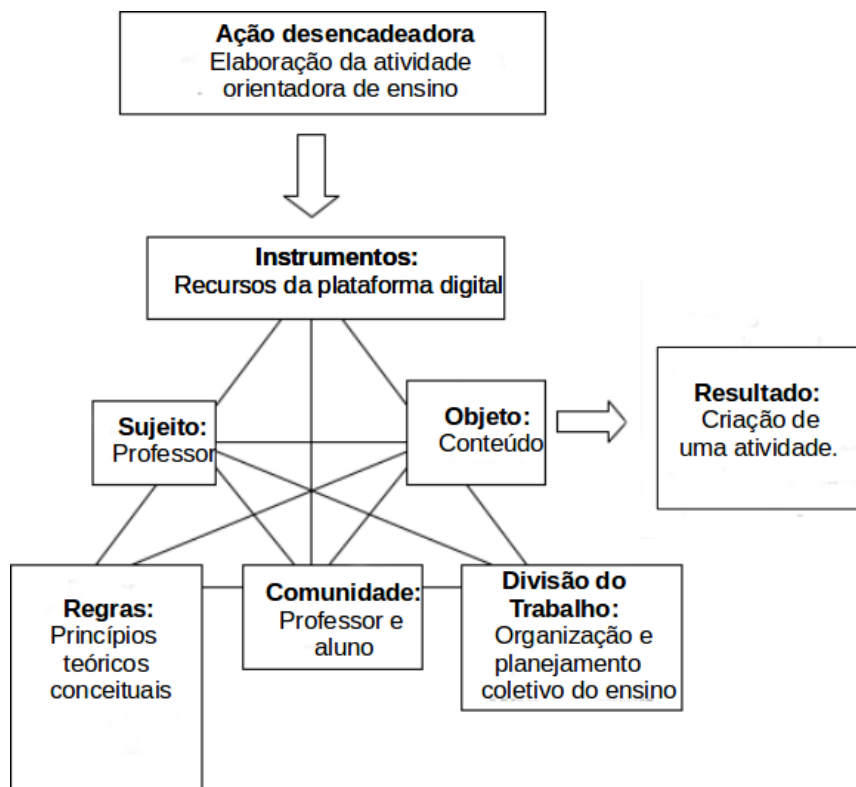 Ação desencadeadora
Elaboração da atividade
orientadora de ensino
Instrumentos:
Recursos da plataforma digital
Sujeito:
Professor
Objeto:
Conteúdo
Resultado:
Criação de
uma atividade.
Regras:
Princípios
teóricos
conceituais
Comunidade:
Professor e
aluno
Divisão do
Trabalho:
Organização e
planejamento
coletivo do ensino